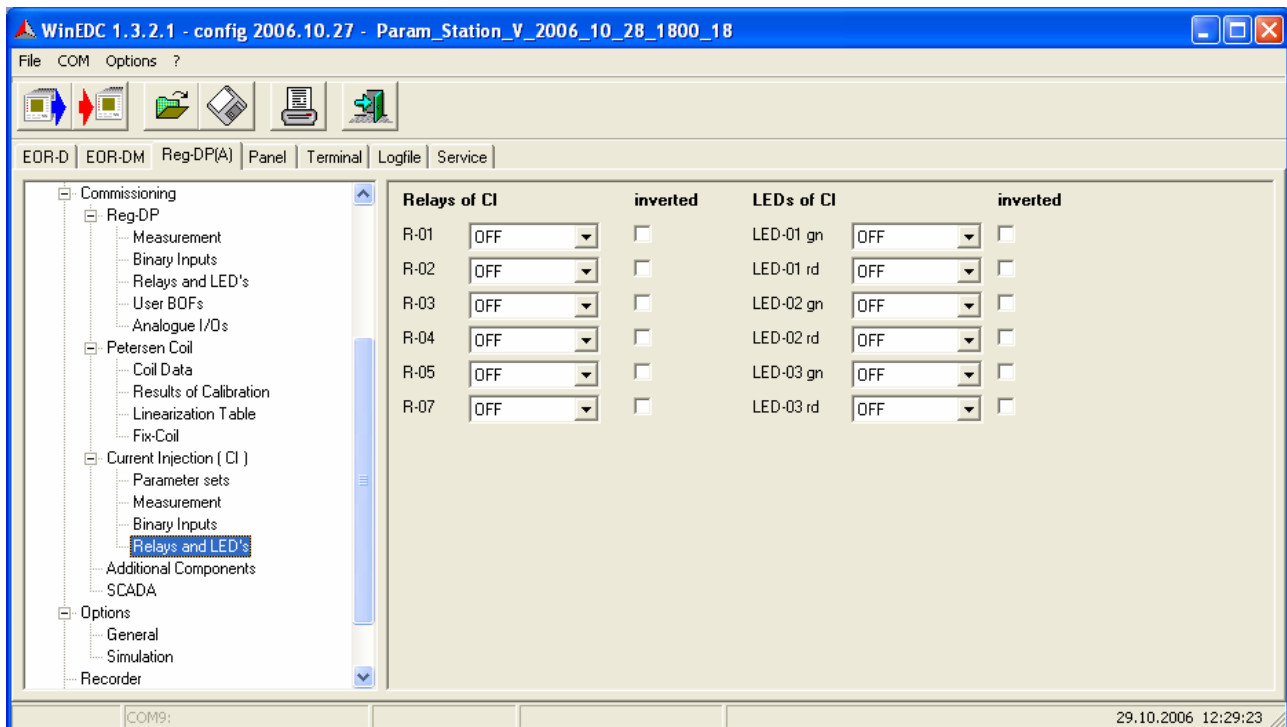 WinEDC 1.3.2.1 - config 2006.10.27 - Param_Station_V_2006_10_28_1800_18
File COM Options ?
EOR-D EOR-DM Reg-DP(A) Panel Terminal Logfile Service
Commissioning
Reg-DP
Measurement
Binary Inputs
Relays and LED's
User BOFs
Analogue I/Os
Petersen Coil
Coil Data
Results of Calibration
Linearization Table
Fix-Coil
Current Injection ( CI )
Parameter sets
Measurement
Binary Inputs
Relays and LED's
Additional Components
SCADA
Options
General
Simulation
Recorder
Relays of CI inverted LEDs of CI inverted
R-01 OFF LED-01 gn OFF
R-02 OFF LED-01 rd OFF
R-03 OFF LED-02 gn OFF
R-04 OFF LED-02 rd OFF
R-05 OFF LED-03 gn OFF
R-07 OFF LED-03 rd OFF
COM9: 29.10.2006 12:29:23